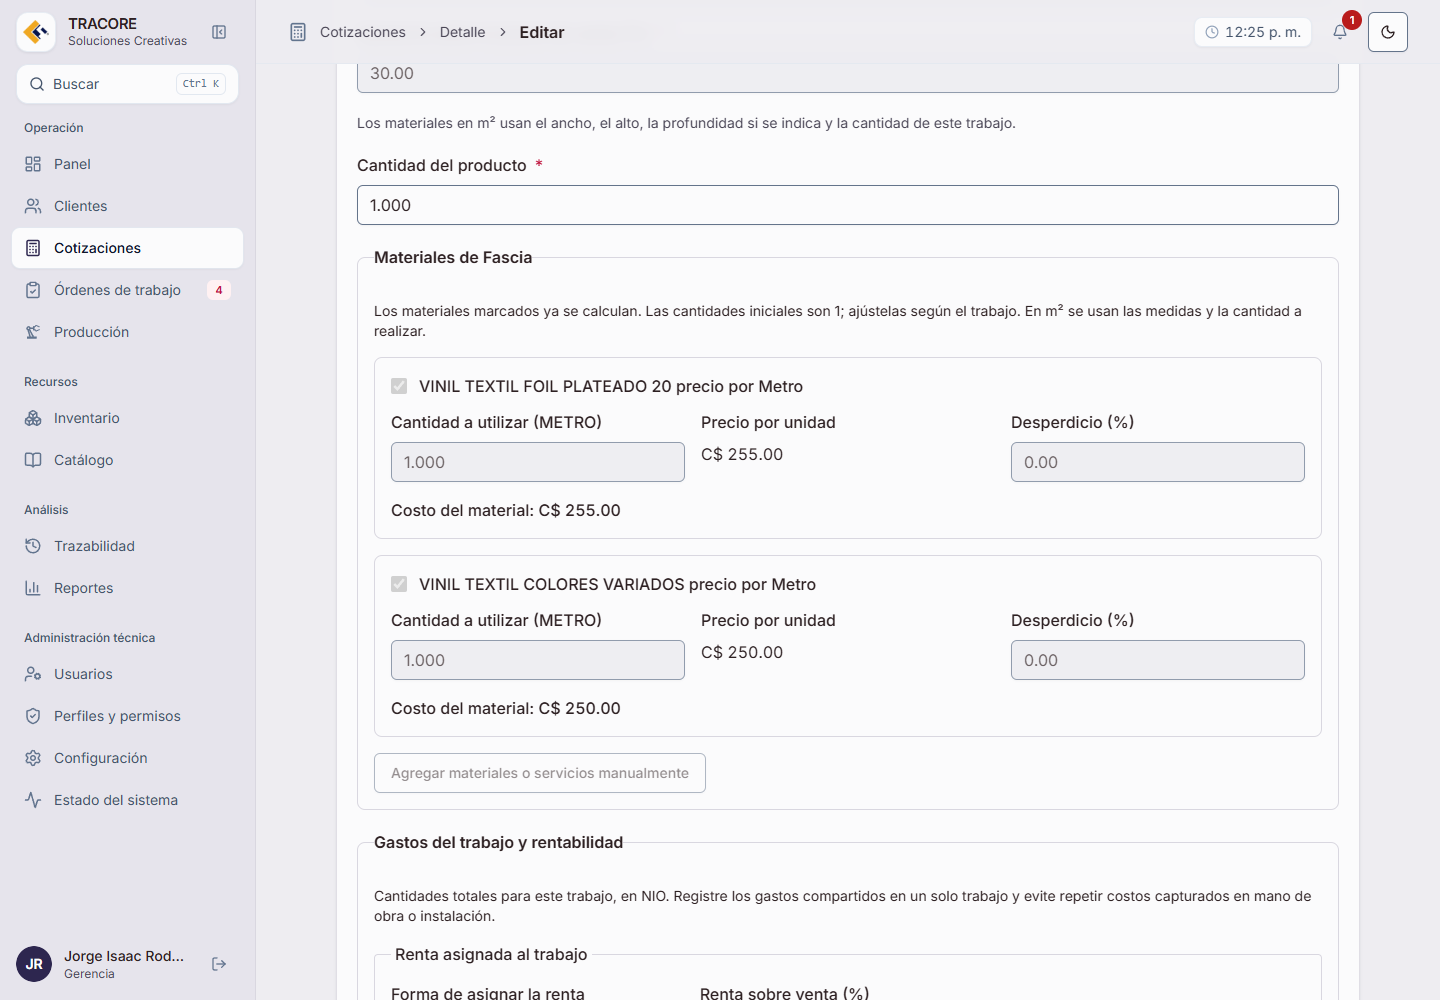 TRACORE
Soluciones Creativas
Buscar
Ctrl K
Operación
Panel
Clientes
Cotizaciones
Órdenes de trabajo
4
Producción
Recursos
Inventario
Catálogo
Análisis
Trazabilidad
Reportes
Administración técnica
Usuarios
Perfiles y permisos
Configuración
Estado del sistema
JR
Jorge Isaac Rod...
Gerencia
Cotizaciones > Detalle > Editar
12:25 p. m.
1
30.00
Los materiales en m² usan el ancho, el alto, la profundidad si se indica y la cantidad de este trabajo.
Cantidad del producto *
1.000
Materiales de Fascia
Los materiales marcados ya se calculan. Las cantidades iniciales son 1; ajústelas según el trabajo. En m² se usan las medidas y la cantidad a
realizar.
VINIL TEXTIL FOIL PLATEADO 20 precio por Metro
Cantidad a utilizar (METRO)
Precio por unidad
Desperdicio (%)
1.000
C$ 255.00
0.00
Costo del material: C$ 255.00
VINIL TEXTIL COLORES VARIADOS precio por Metro
Cantidad a utilizar (METRO)
Precio por unidad
Desperdicio (%)
1.000
C$ 250.00
0.00
Costo del material: C$ 250.00
Agregar materiales o servicios manualmente
Gastos del trabajo y rentabilidad
Cantidades totales para este trabajo, en NIO. Registre los gastos compartidos en un solo trabajo y evite repetir costos capturados en mano de
obra o instalación.
Renta asignada al trabajo
Forma de asignar la renta
Renta sobre venta (%)